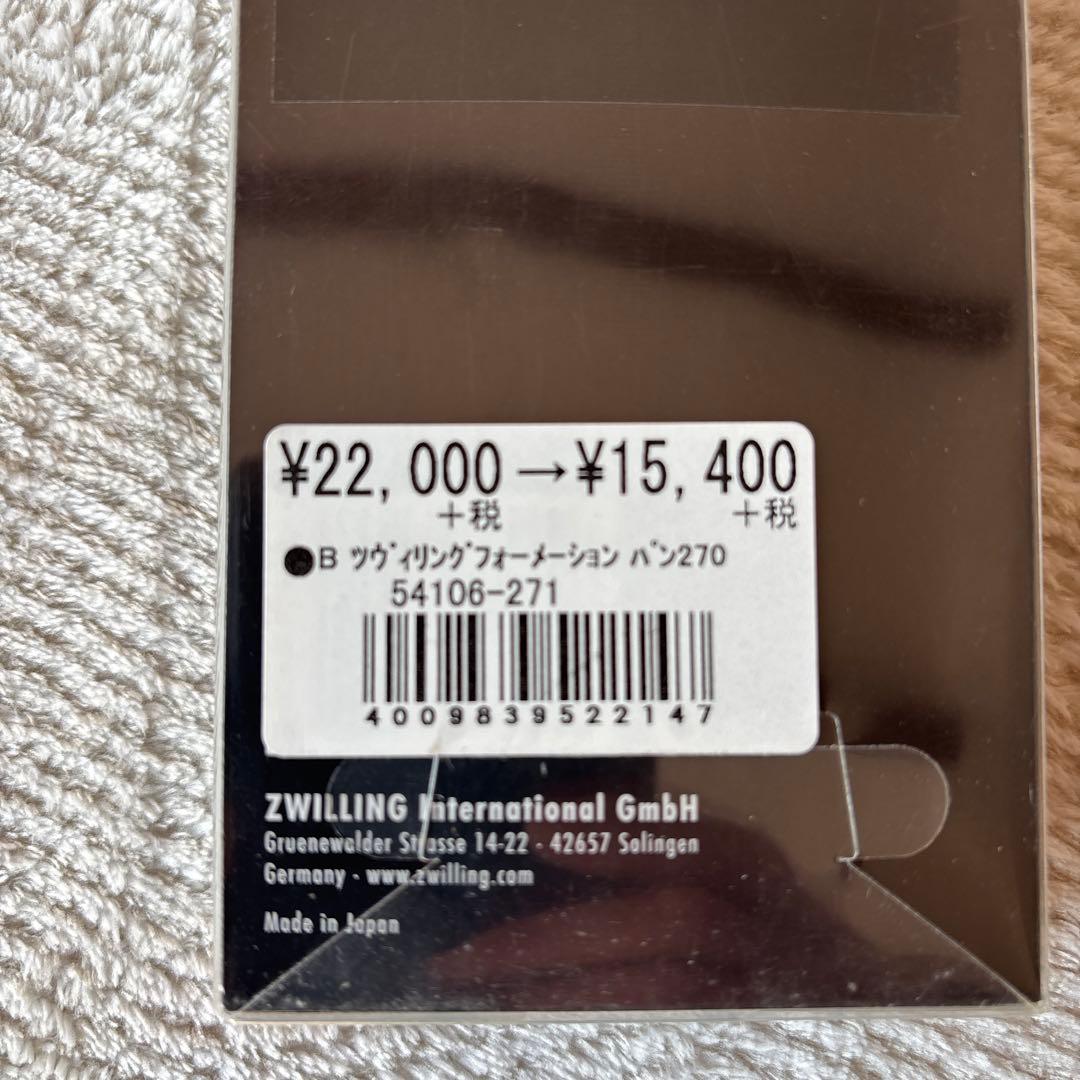 ¥22,000→¥15,400
+税 +税
●B ﾂｳﾞｨﾘﾝｸﾞﾌｫｰﾒｰｼｮﾝ ﾊﾟﾝ270
54106-271
4009839522147
ZWILLING International GmbH
Gruenewalder Strasse 14-22 · 42657 Solingen
Germany · www.zwilling.com
Made in Japan